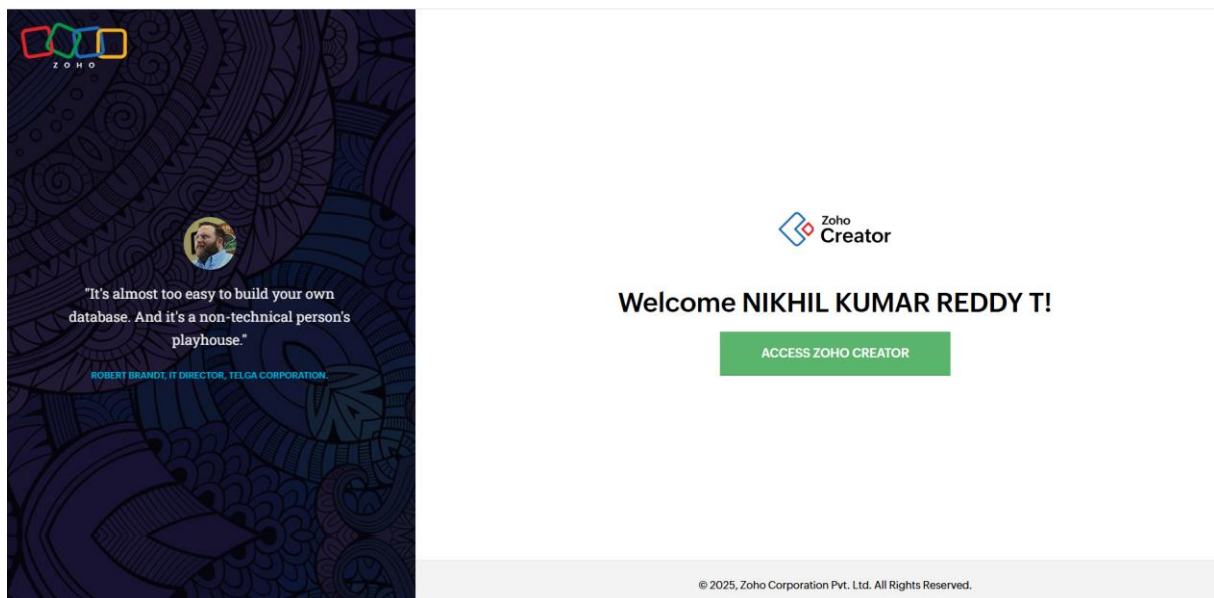 ZOHO
"It's almost too easy to build your own
database. And it's a non-technical person's
playhouse."
ROBERT BRANDT, IT DIRECTOR, TELGA CORPORATION.
Zoho
Creator
Welcome NIKHIL KUMAR REDDY T!
ACCESS ZOHO CREATOR
© 2025, Zoho Corporation Pvt. Ltd. All Rights Reserved.